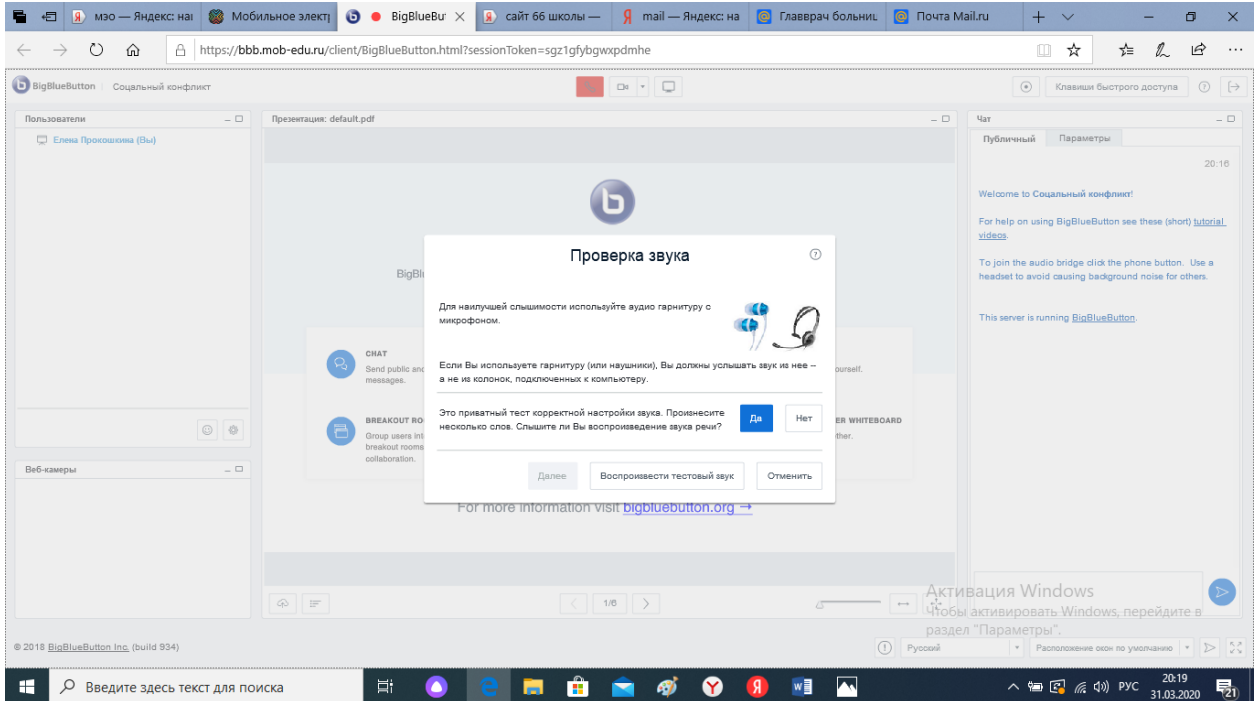 мэо — Яндекс: наі
Мобильное электр
BigBlueBut
сайт 66 школы —
mail — Яндекс: на
Главврач больниц
Почта Mail.ru
https://bbb.mob-edu.ru/client/BigBlueButton.html?sessionToken=sgz1gfybgwxpdmhe
BigBlueButton
Соцальный конфликт
Клавиши быстрого доступа
Пользователи
Елена Прокошкина (Вы)
Веб-камеры
Презентация: default.pdf
BigBl
CHAT
Send public and
messages.
BREAKOUT RO
Group users int
breakout rooms
collaboration.
ourself.
ER WHITEBOARD
ther.
For more information visit bigbluebutton.org →
1/6
Проверка звука
Для наилучшей слышимости используйте аудио гарнитуру с
микрофоном.
Если Вы используете гарнитуру (или наушники), Вы должны услышать звук из нее –
а не из колонок, подключенных к компьютеру.
Это приватный тест корректной настройки звука. Произнесите
несколько слов. Слышите ли Вы воспроизведение звука речи?
Да
Нет
Далее
Воспроизвести тестовый звук
Отменить
Чат
Публичный
Параметры
20:16
Welcome to Соцальный конфликт!
For help on using BigBlueButton see these (short) tutorial
videos.
To join the audio bridge click the phone button. Use a
headset to avoid causing background noise for others.
This server is running BigBlueButton.
Активация Windows
Чтобы активировать Windows, перейдите в
раздел "Параметры".
© 2018 BigBlueButton Inc. (build 934)
Русский
Расположение окон по умолчанию
Введите здесь текст для поиска
РУС
20:19
31.03.2020
21